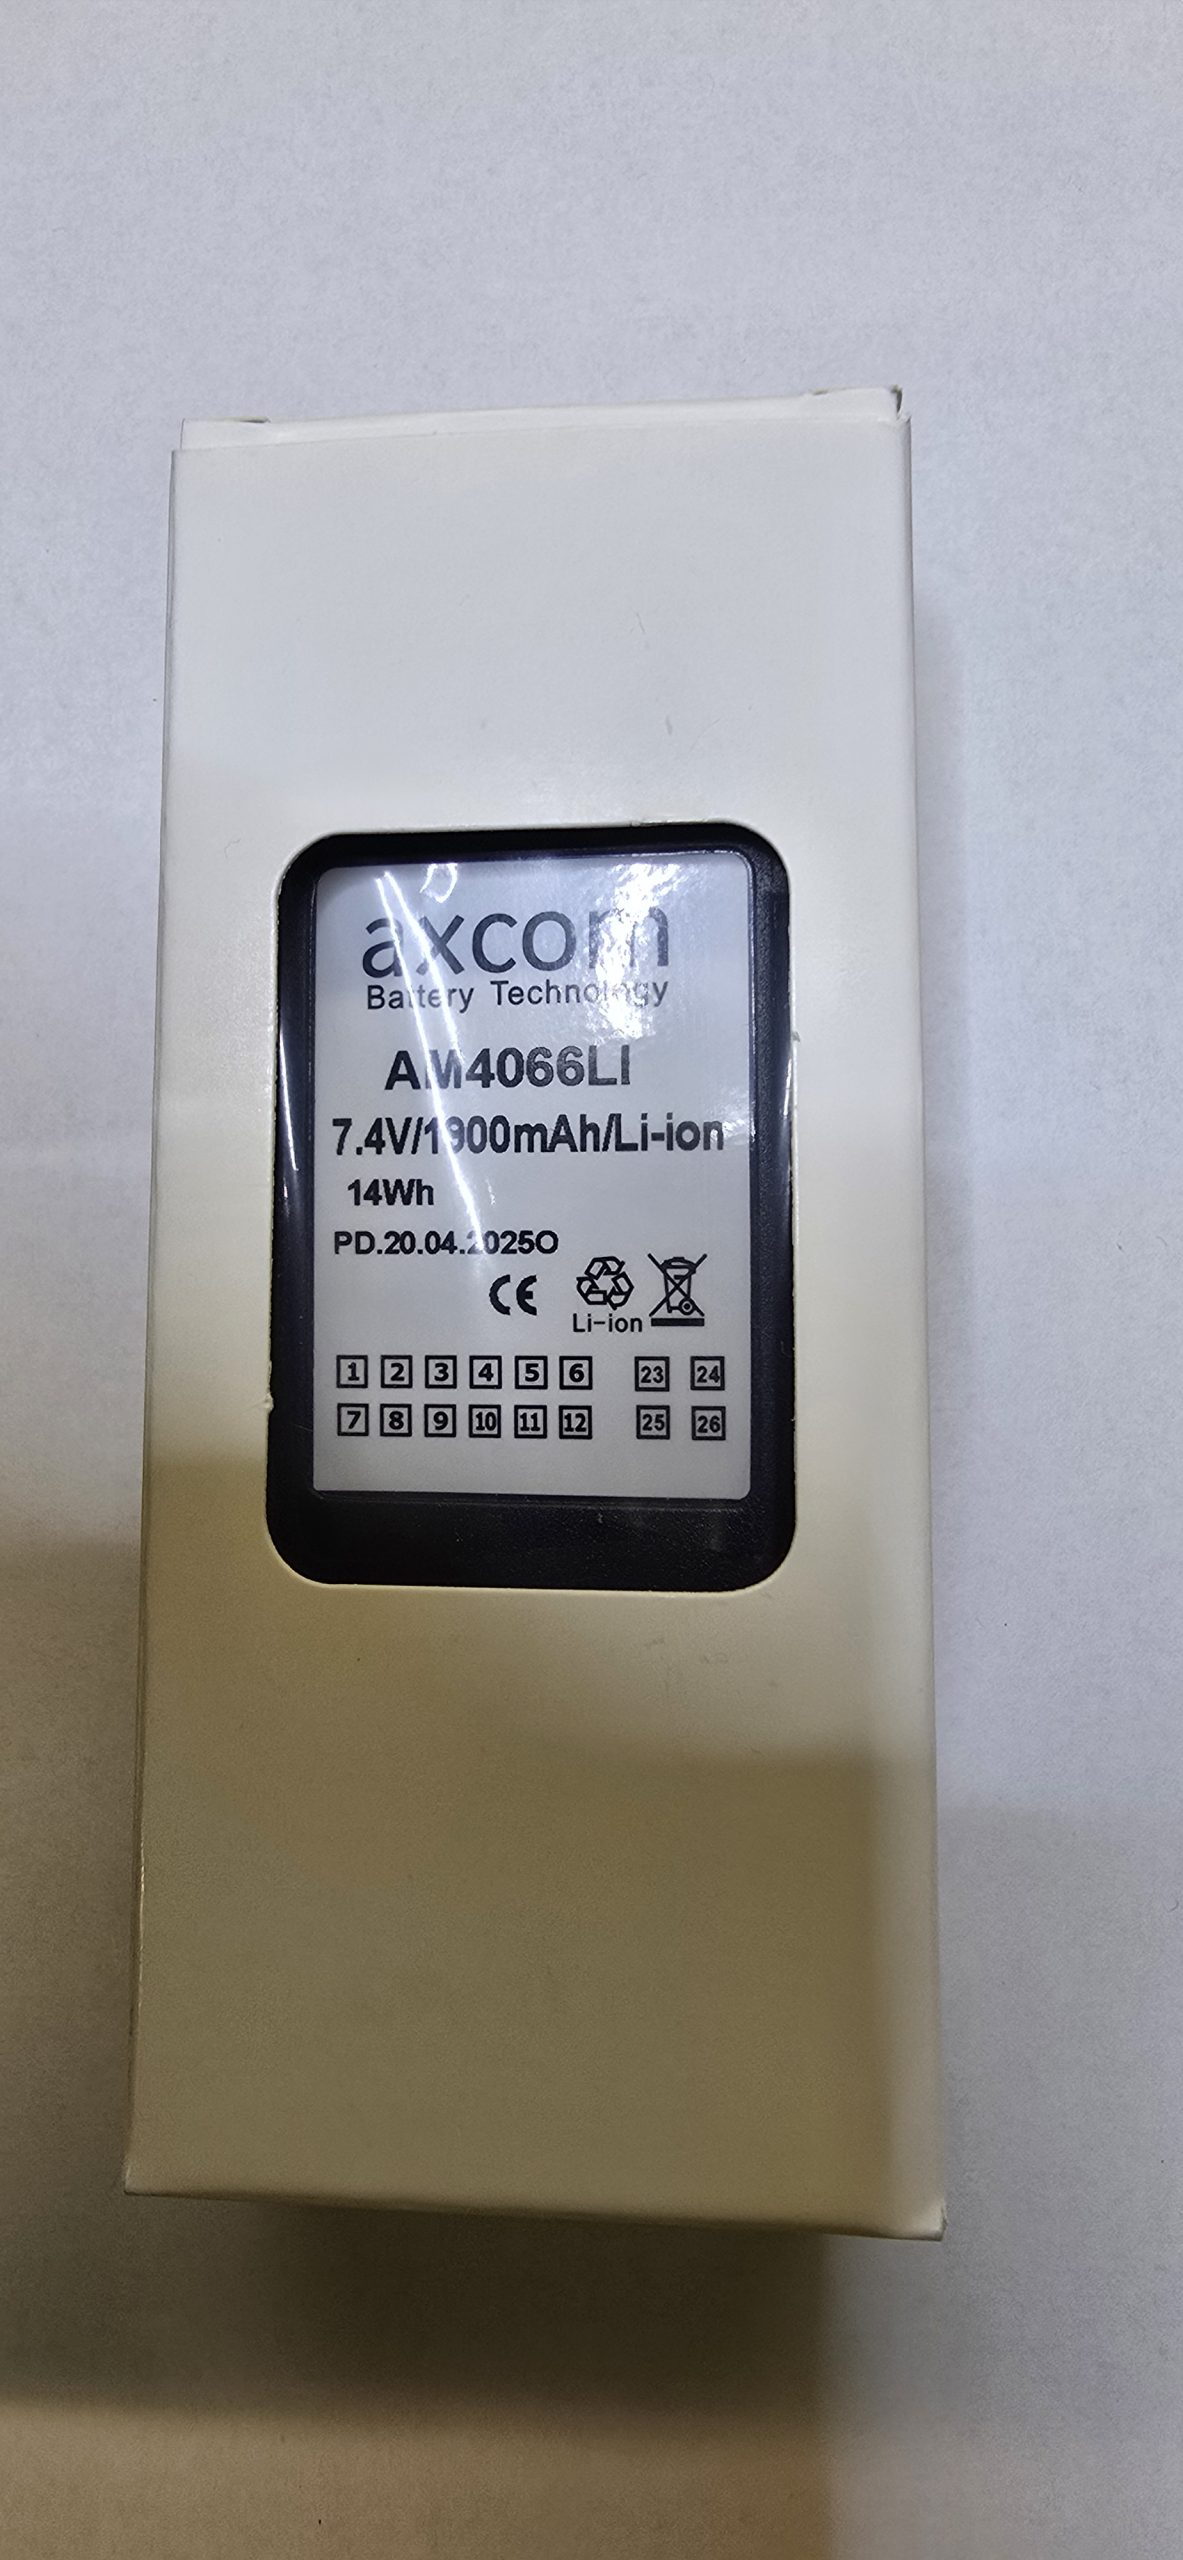 axcom
Battery Technology
AM4066LI
7.4V/1900mAh/Li-ion
14Wh
PD.20.04.2025O
CE
Li-ion
1 2 3 4 5 6 23 24
7 8 9 10 11 12 25 26